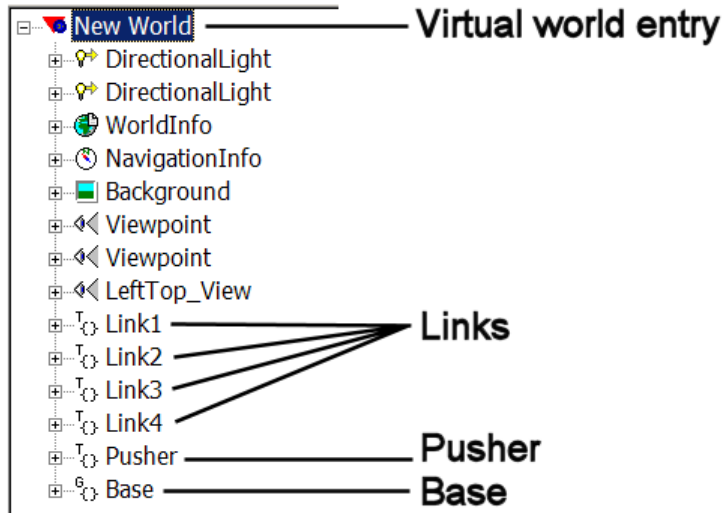 New World Virtual world entry
DirectionalLight
DirectionalLight
WorldInfo
NavigationInfo
Background
Viewpoint
Viewpoint
LeftTop_View
Link1 Links
Link2
Link3
Link4
Pusher Pusher
Base Base